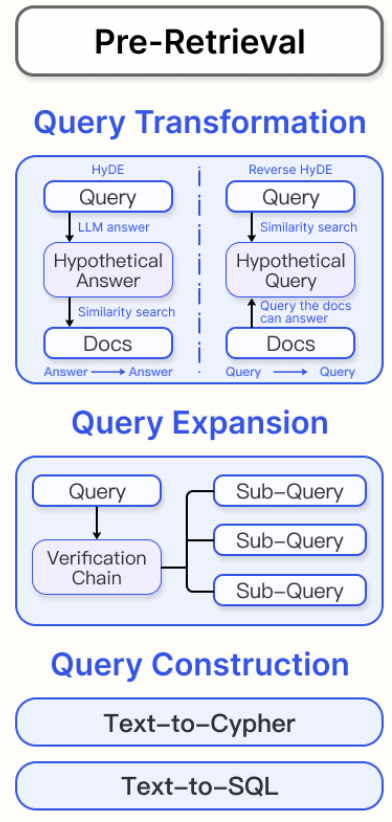 Pre-Retrieval
Query Transformation
HyDE
Query
LLM answer
Hypothetical
Answer
Similarity search
Docs
Answer Answer
Reverse HyDE
Query
Similarity search
Hypothetical
Query
Query the docs
can answer
Docs
Query Query
Query Expansion
Query
Verification
Chain
Sub-Query
Sub-Query
Sub-Query
Query Construction
Text-to-Cypher
Text-to-SQL